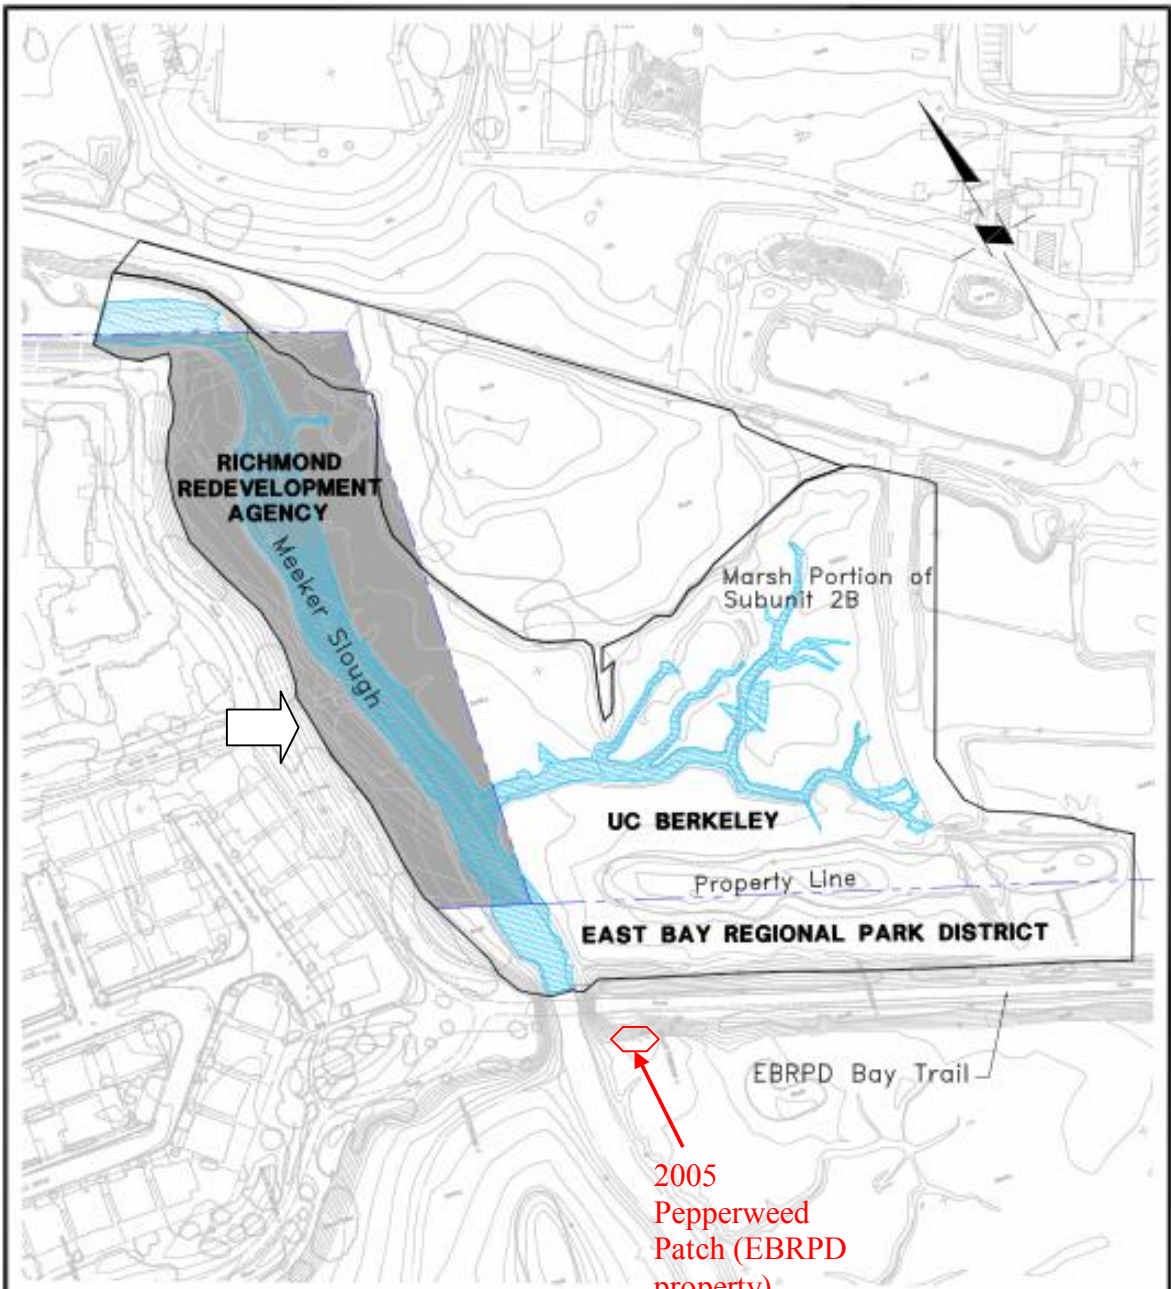 RICHMOND
REDEVELOPMENT
AGENCY
Meeker Slough
Marsh Portion of
Subunit 2B
UC BERKELEY
Property Line
EAST BAY REGIONAL PARK DISTRICT
EBRPD Bay Trail
2005
Pepperweed
Patch (EBRPD
property)